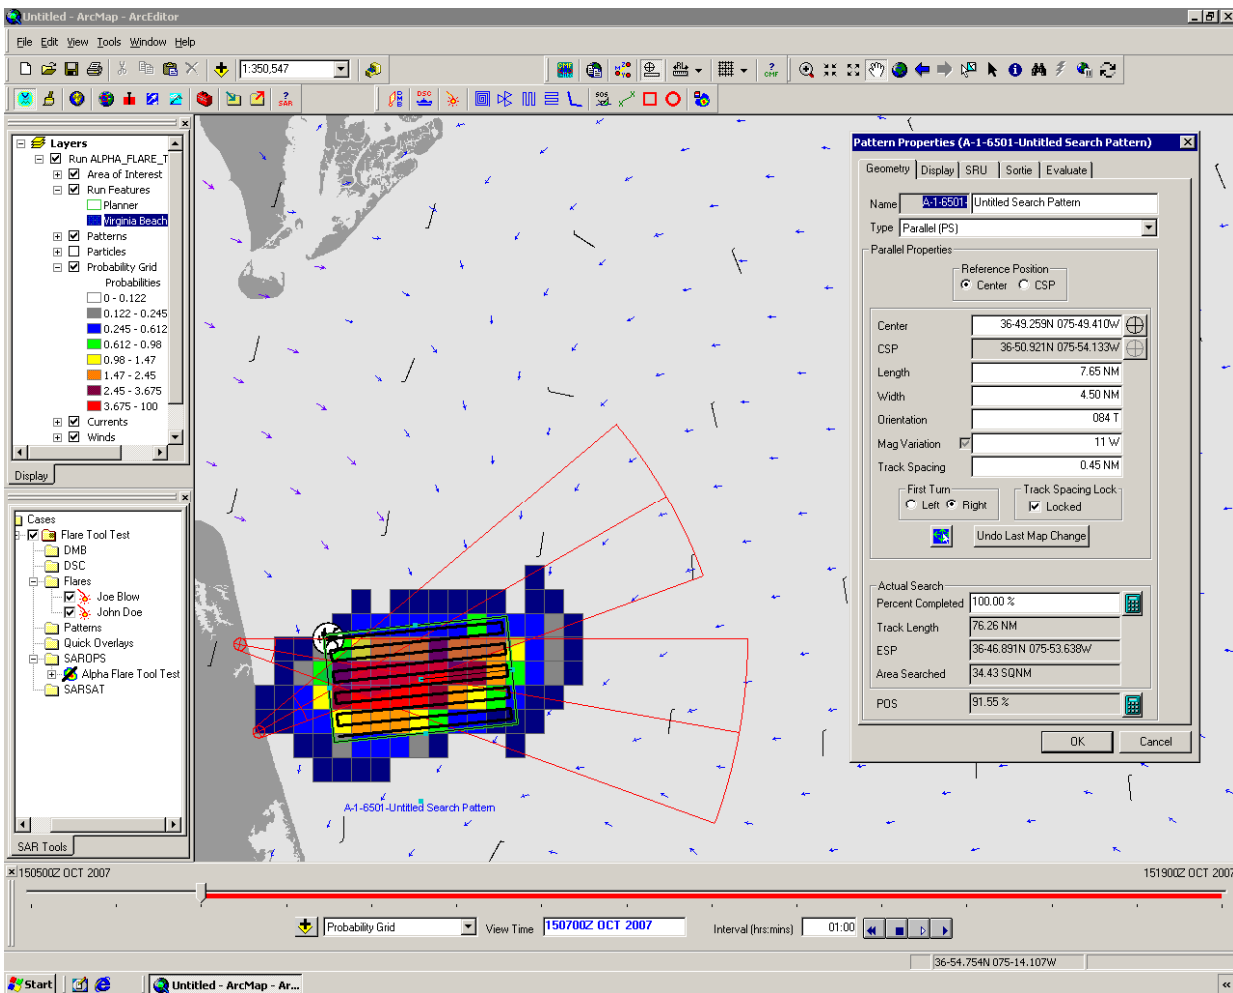 Untitled - ArcMap - ArcEditor
File Edit View Tools Window Help
1:350,547
? CMF
? SAR
DMB
DSC
SOS
Layers
Run ALPHA_FLARE_T
Area of Interest
Run Features
Planner
Virginia Beach
Patterns
Particles
Probability Grid
Probabilities
0 - 0.122
0.122 - 0.245
0.245 - 0.612
0.612 - 0.98
0.98 - 1.47
1.47 - 2.45
2.45 - 3.675
3.675 - 100
Currents
Winds
Display
Cases
Flare Tool Test
DMB
DSC
Flares
Joe Blow
John Doe
Patterns
Quick Overlays
SAROPS
Alpha Flare Tool Test
SARSAT
SAR Tools
A-1-6501-Untitled Search Pattern
Pattern Properties (A-1-6501-Untitled Search Pattern)
Geometry Display SRU Sortie Evaluate
Name A-1-6501- Untitled Search Pattern
Type Parallel (PS)
Parallel Properties
Reference Position
Center CSP
Center 36-49.259N 075-49.410W
CSP 36-50.921N 075-54.133W
Length 7.65 NM
Width 4.50 NM
Orientation 084 T
Mag Variation 11 W
Track Spacing 0.45 NM
First Turn
Left Right
Track Spacing Lock
Locked
Undo Last Map Change
Actual Search
Percent Completed 100.00 %
Track Length 76.26 NM
ESP 36-46.891N 075-53.638W
Area Searched 34.43 SQNM
POS 91.55 %
OK Cancel
150500Z OCT 2007 151900Z OCT 2007
Probability Grid View Time 150700Z OCT 2007 Interval (hrs:mins) 01:00
36-54.754N 075-14.107W
Start Untitled - ArcMap - Ar...